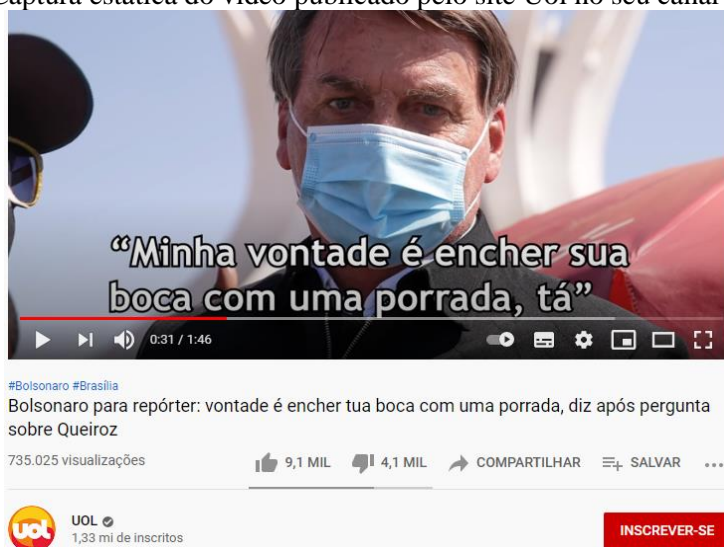 Captura estática do vídeo publicado pelo site Uol no seu canal
“Minha vontade é encher sua
boca com uma porrada, tá”
0:31 / 1:46
#Bolsonaro #Brasília
Bolsonaro para repórter: vontade é encher tua boca com uma porrada, diz após pergunta
sobre Queiroz
735.025 visualizações 9,1 MIL 4,1 MIL COMPARTILHAR SALVAR ...
UOL
1,33 mi de inscritos
INSCREVER-SE